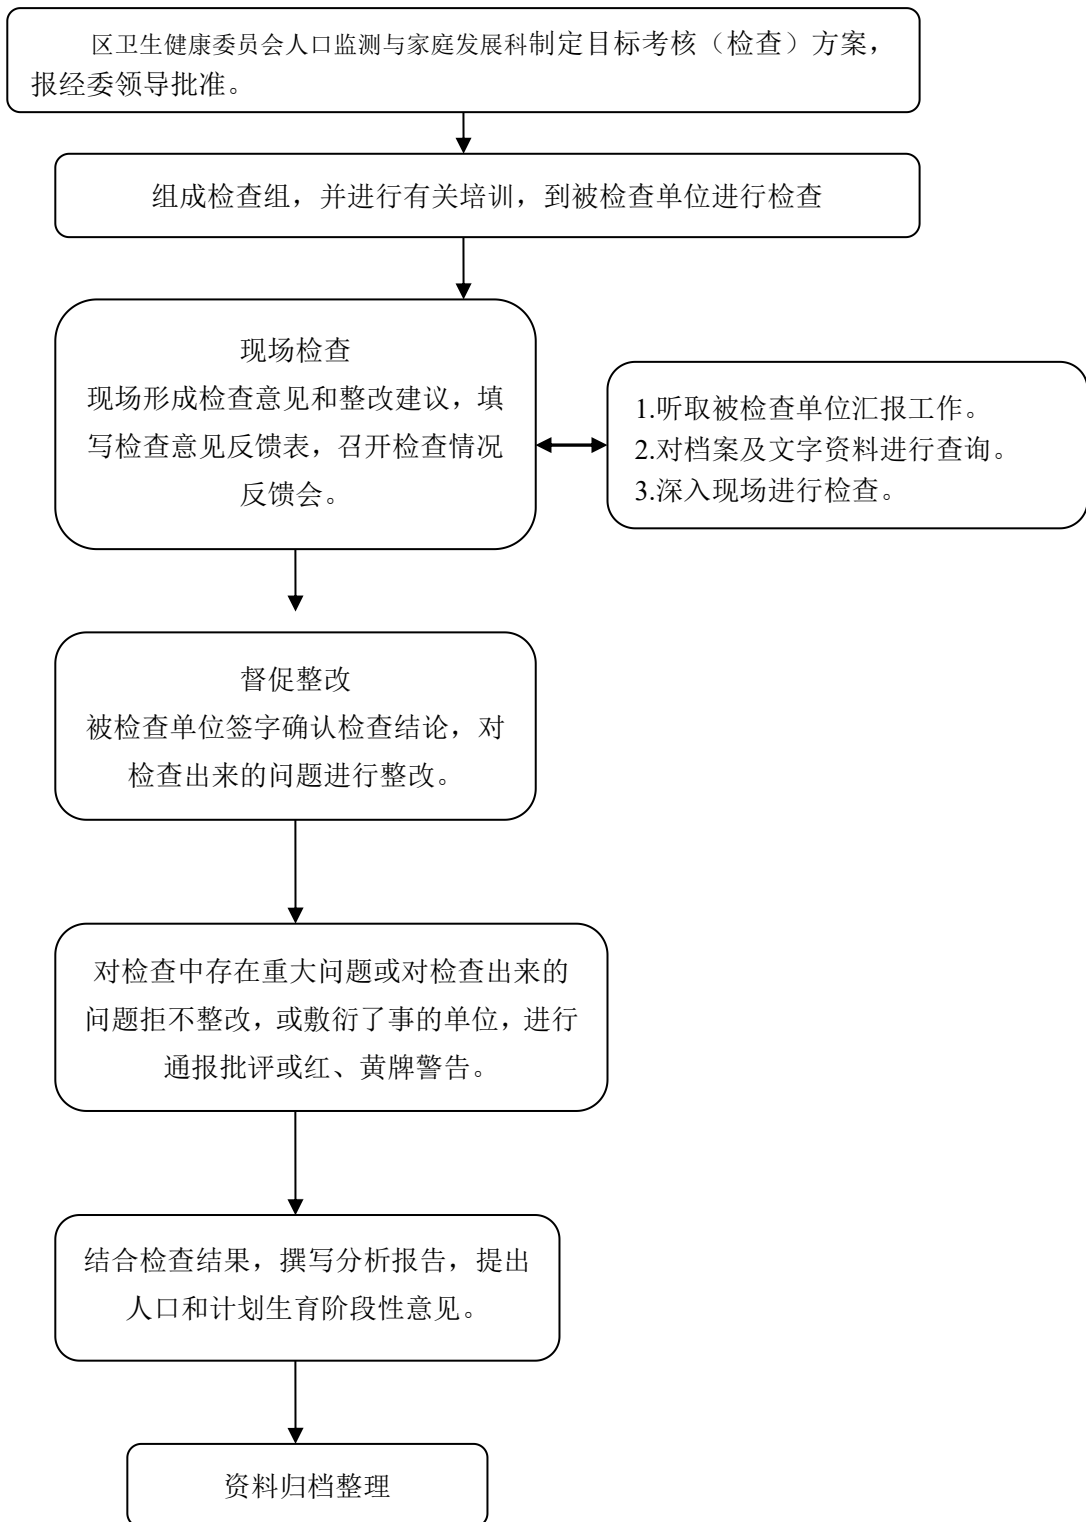 区卫生健康委员会人口监测与家庭发展科制定目标考核（检查）方案，
报经委领导批准。
组成检查组，并进行有关培训，到被检查单位进行检查
现场检查
现场形成检查意见和整改建议，填
写检查意见反馈表，召开检查情况
反馈会。
1.听取被检查单位汇报工作。
2.对档案及文字资料进行查询。
3.深入现场进行检查。
督促整改
被检查单位签字确认检查结论，对
检查出来的问题进行整改。
对检查中存在重大问题或对检查出来的
问题拒不整改，或敷衍了事的单位，进行
通报批评或红、黄牌警告。
结合检查结果，撰写分析报告，提出
人口和计划生育阶段性意见。
资料归档整理